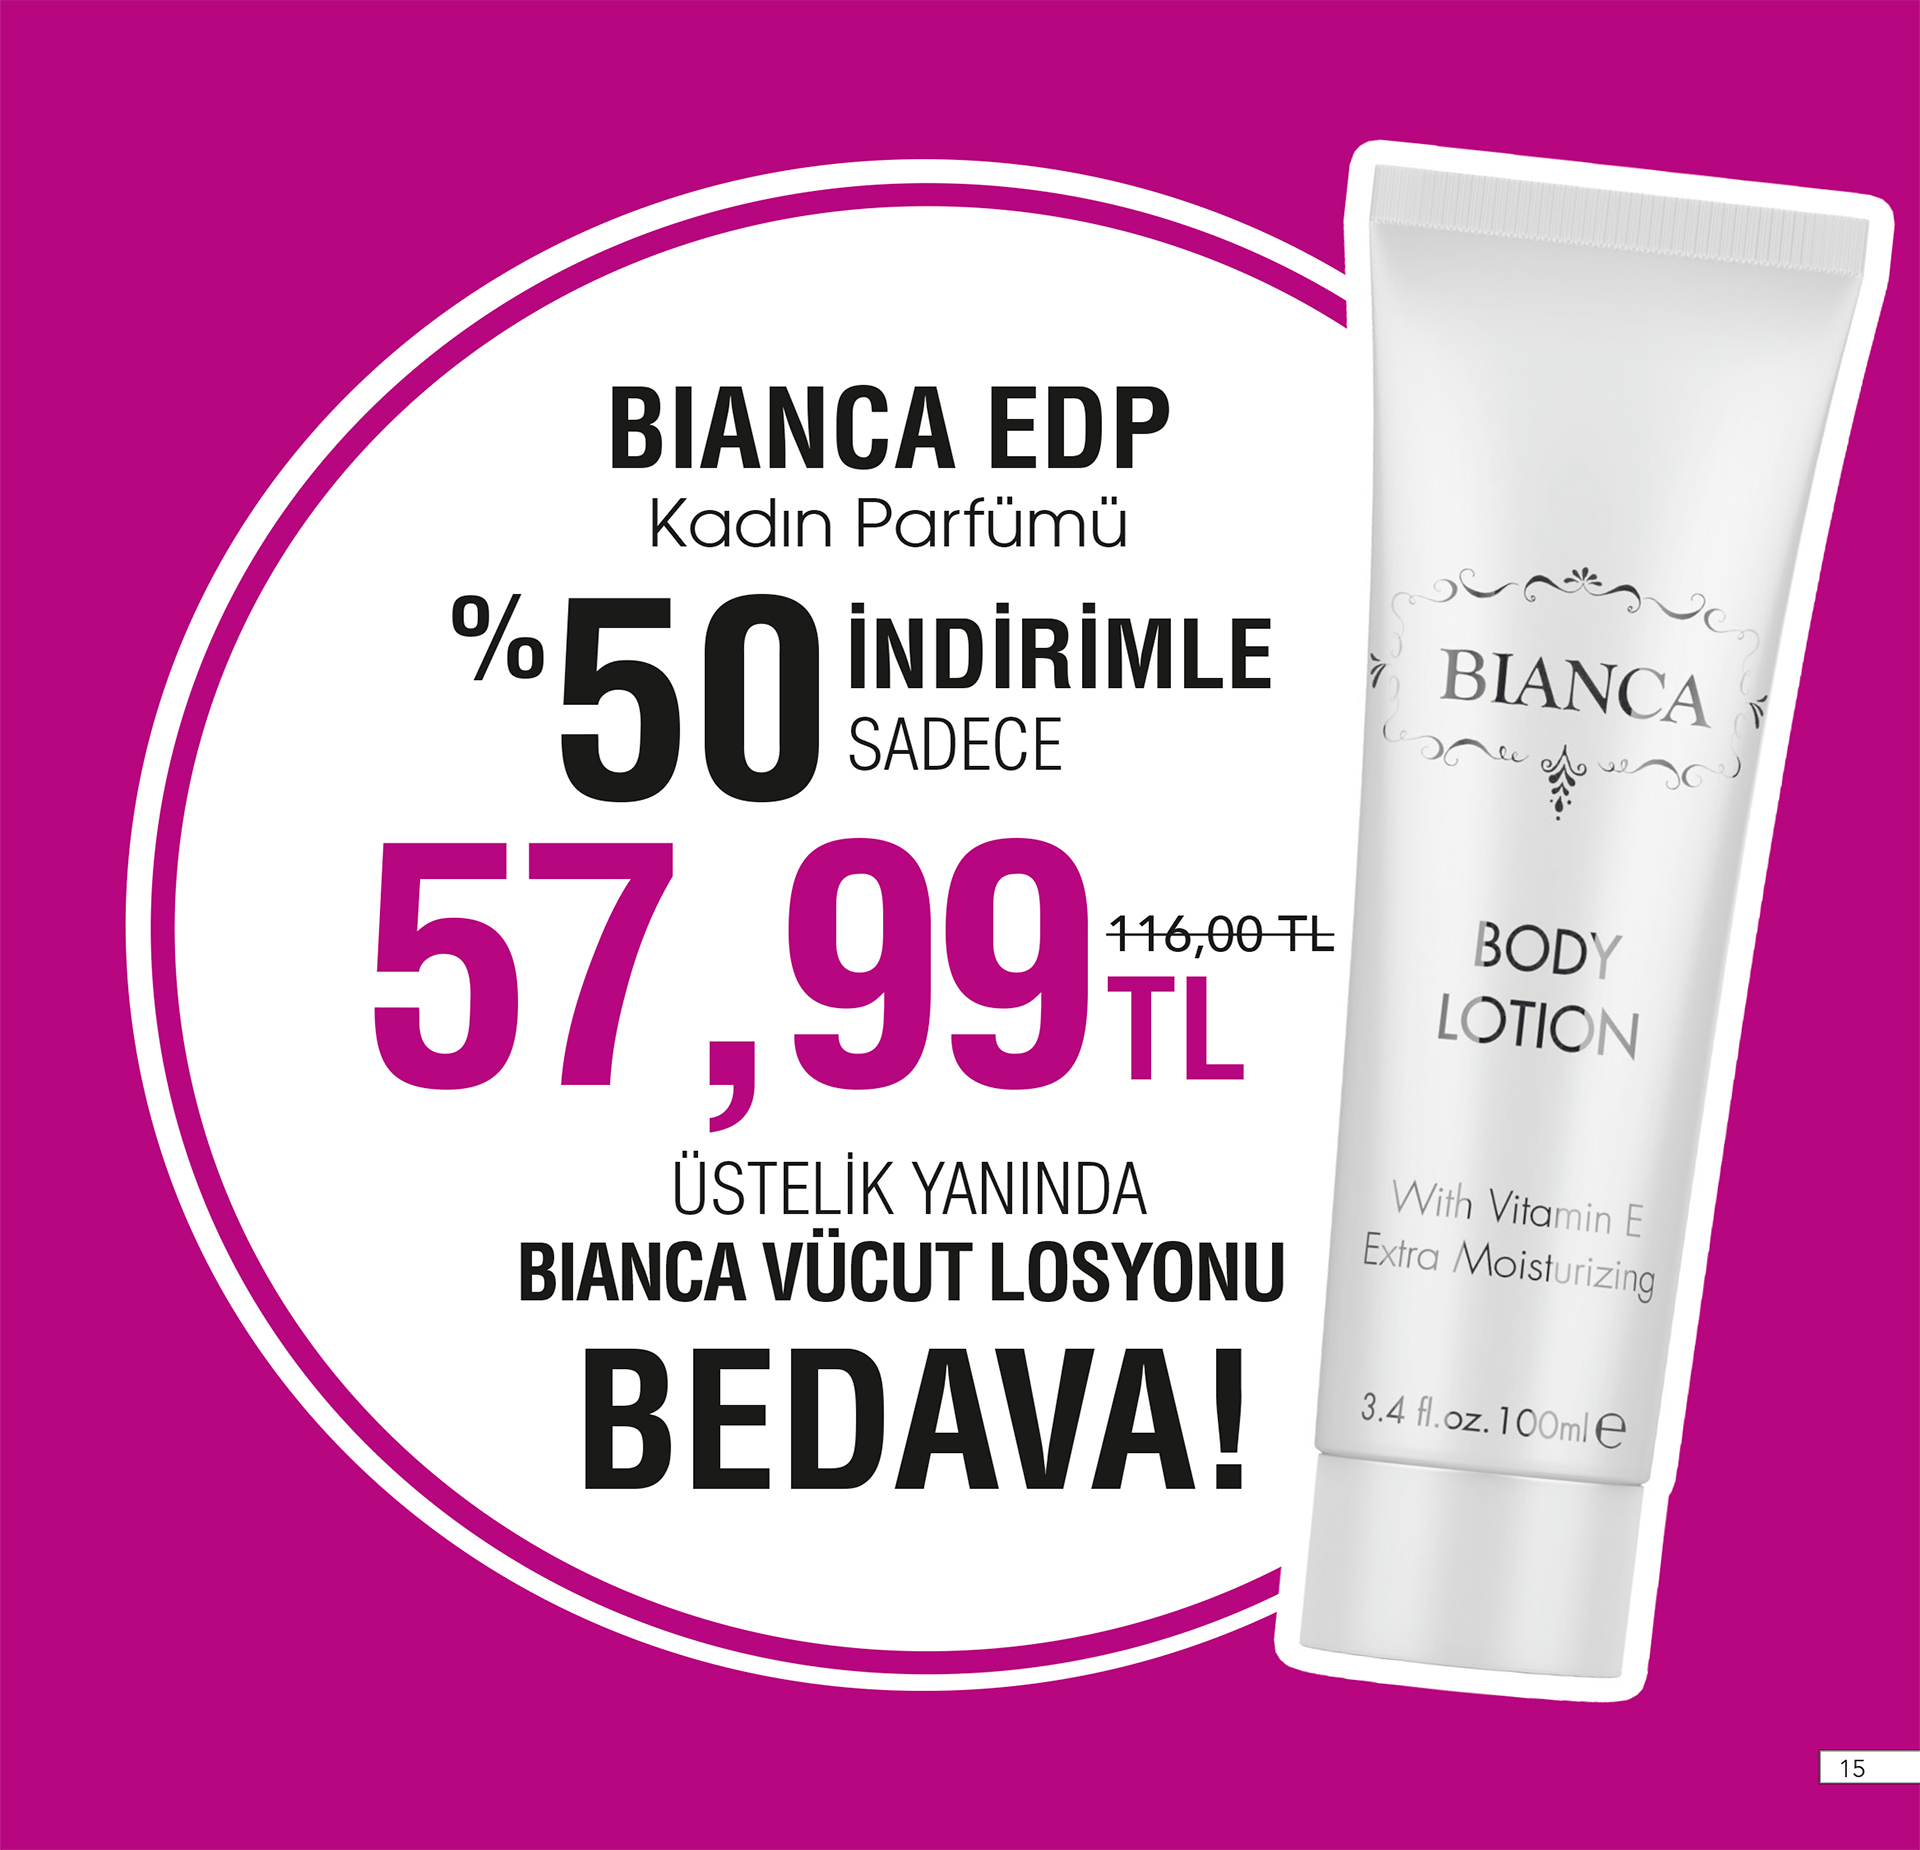 BIANCA EDP
Kadın Parfümü
%50 İNDİRİMLE
SADECE
57,99 TL
116,00 TL
ÜSTELİK YANINDA
BIANCA VÜCUT LOSYONU
BEDAVA!
BIANCA
BODY
LOTION
With Vitamin E
Extra Moisturizing
3.4 fl.oz. 100ml e
15